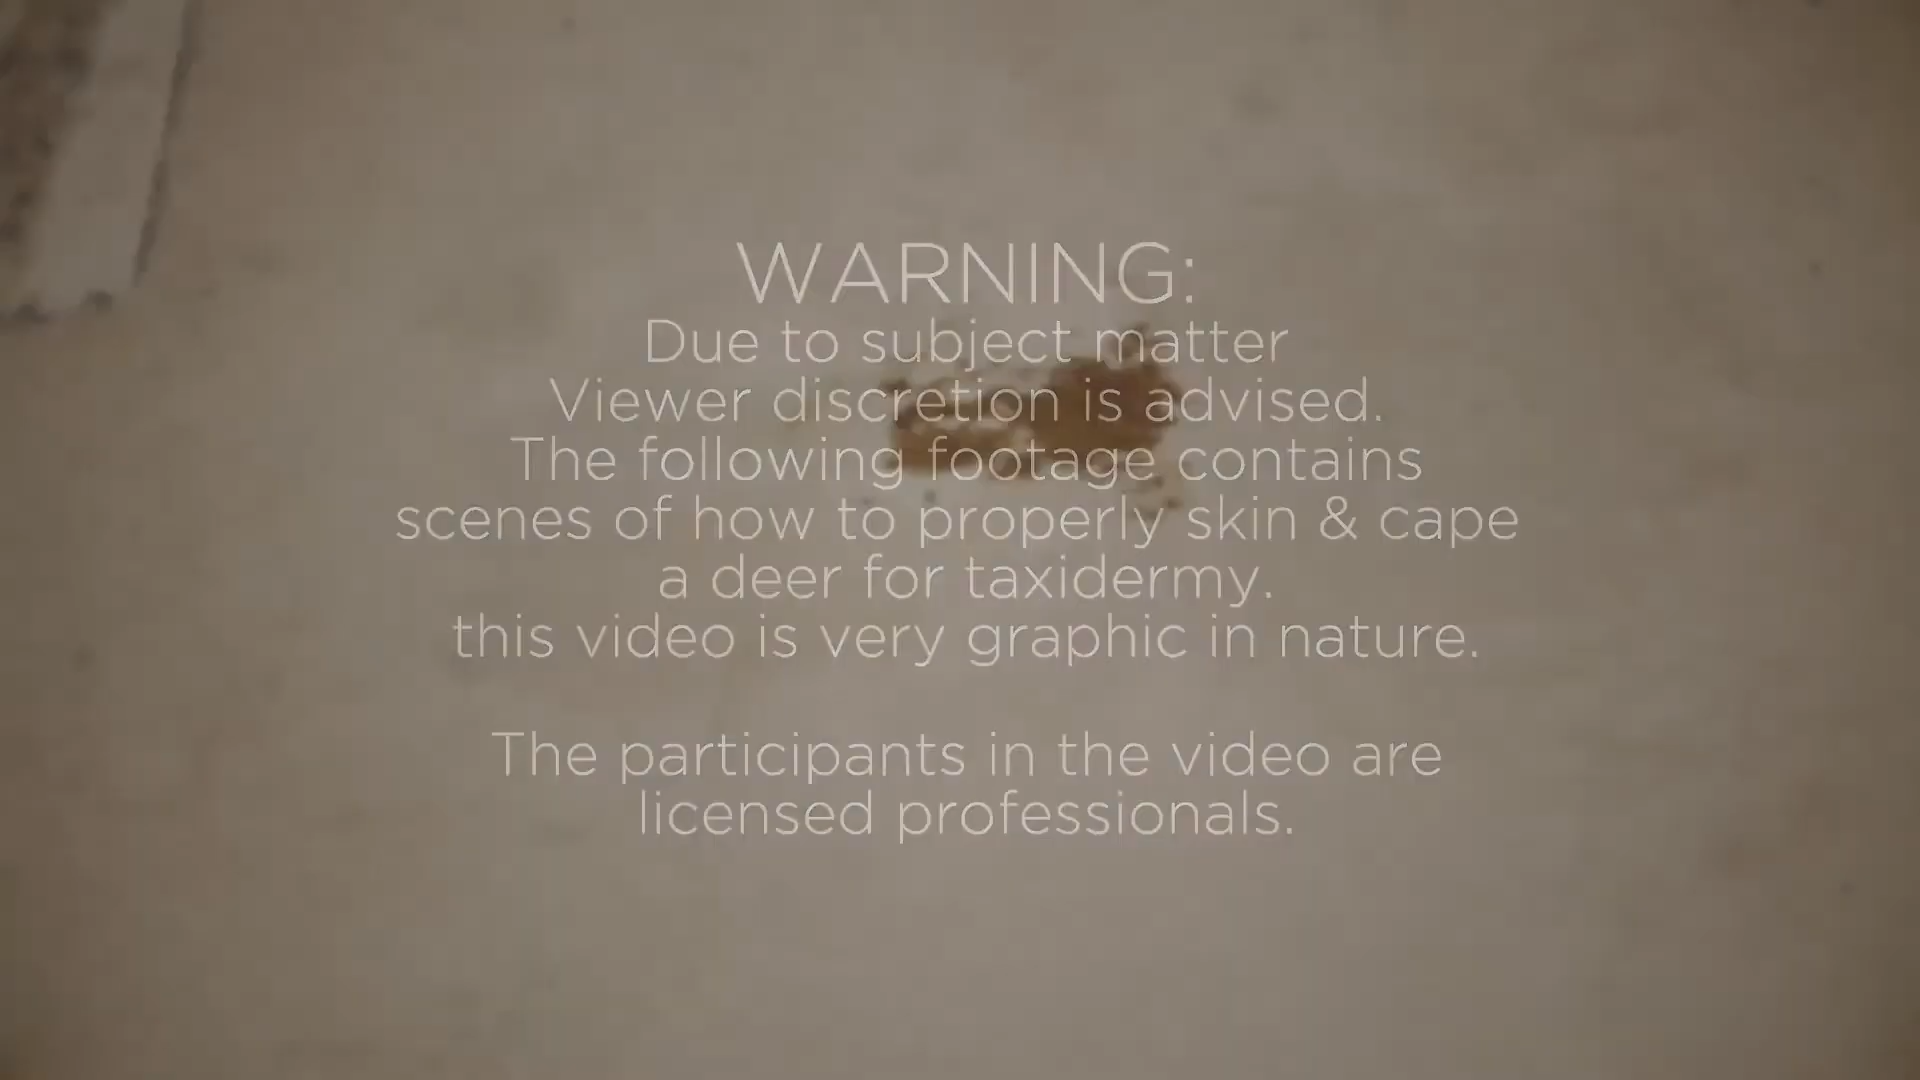 WARNING:
Due to subject matter
Viewer discretion is advised.
The following footage contains
scenes of how to properly skin & cape
a deer for taxidermy.
this video is very graphic in nature.
The participants in the video are
licensed professionals.